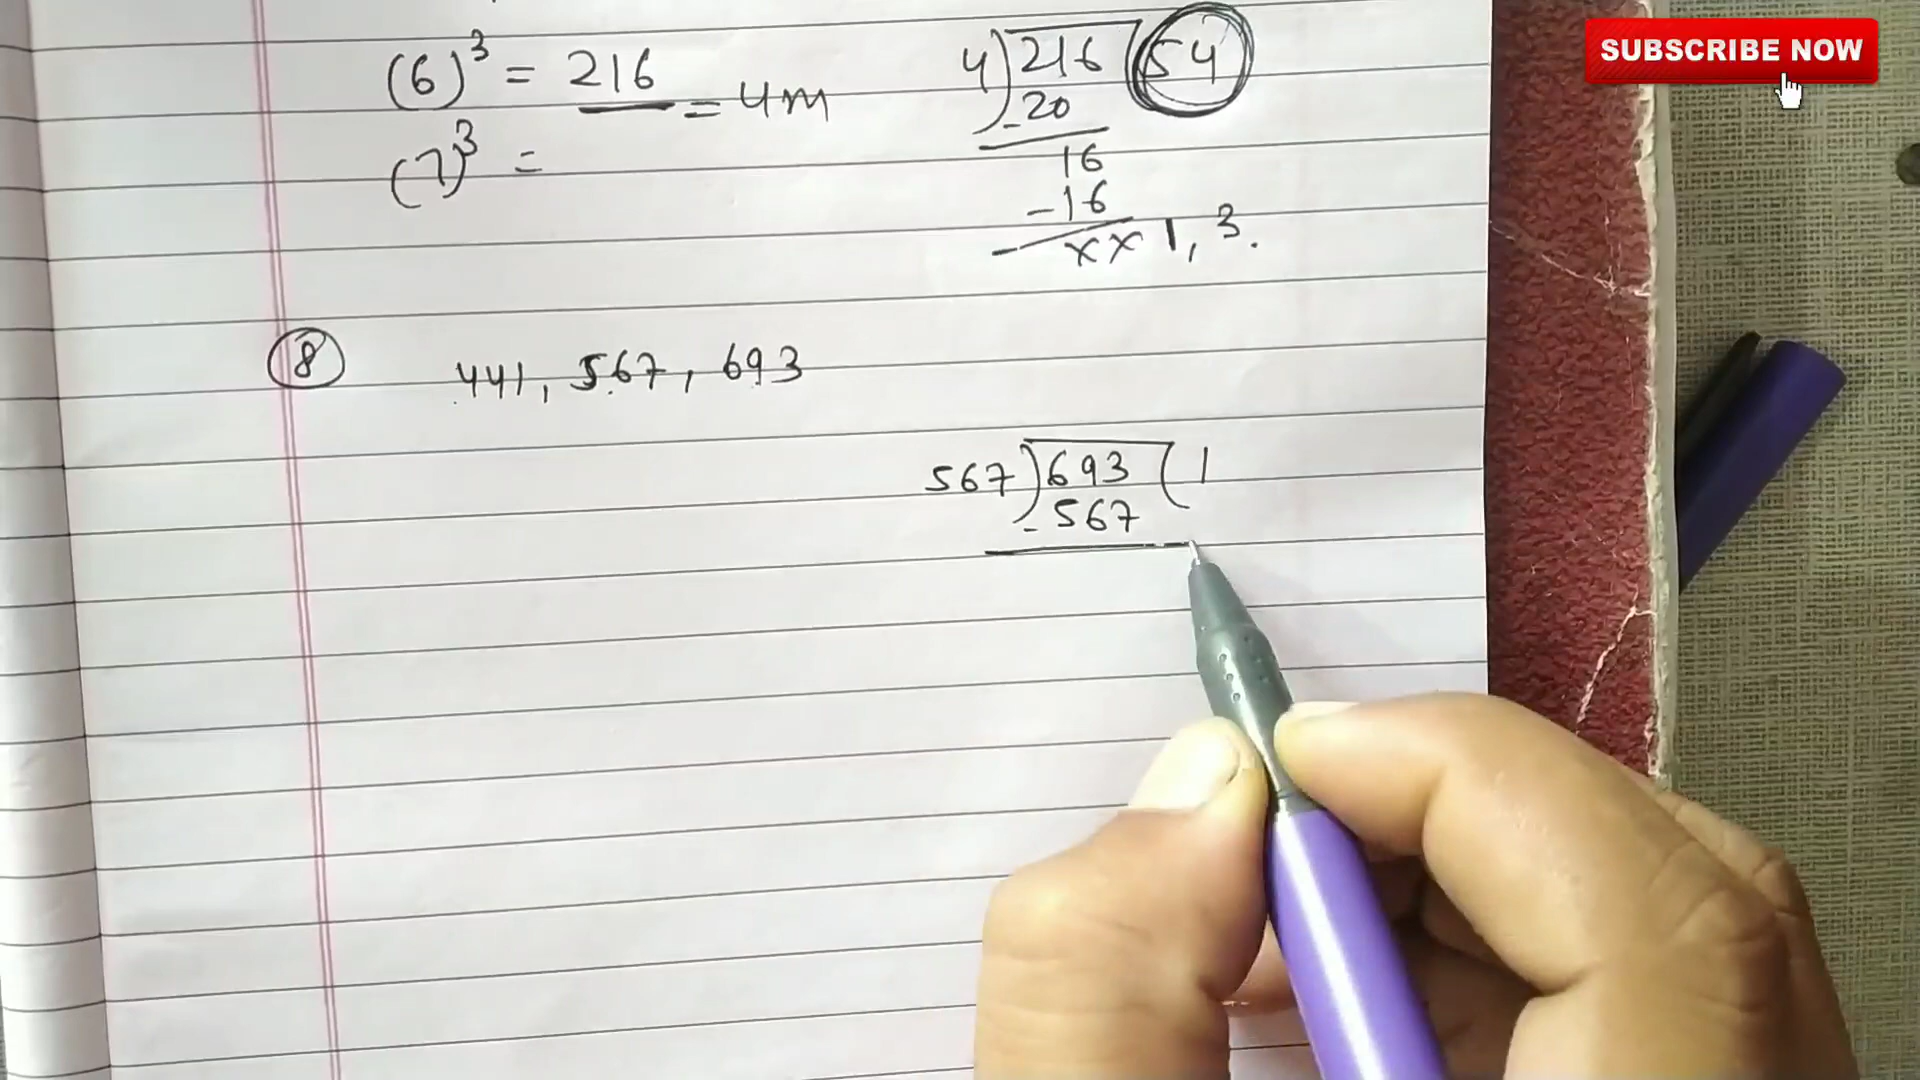 SUBSCRIBE NOW
(6)³ = 216 = 4m
(7)³ =
4)216(54
-20
16
-16
×× 1, 3.
8 441, 567, 693
567)693(1
-567